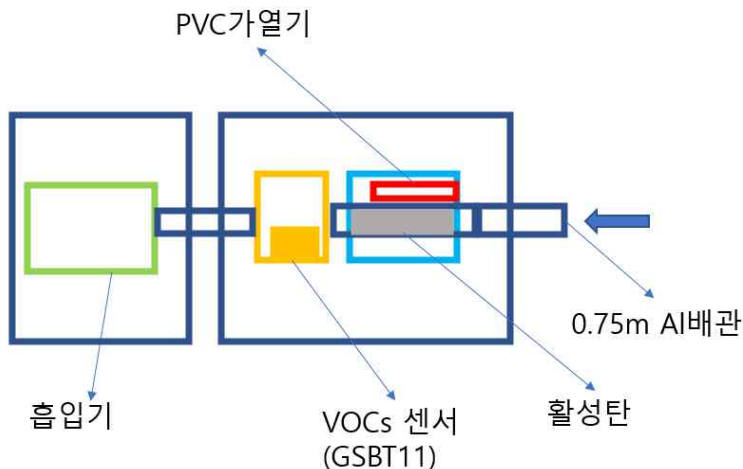 PVC가열기
0.75m Al배관
흡입기
VOCs 센서
(GSBT11)
활성탄